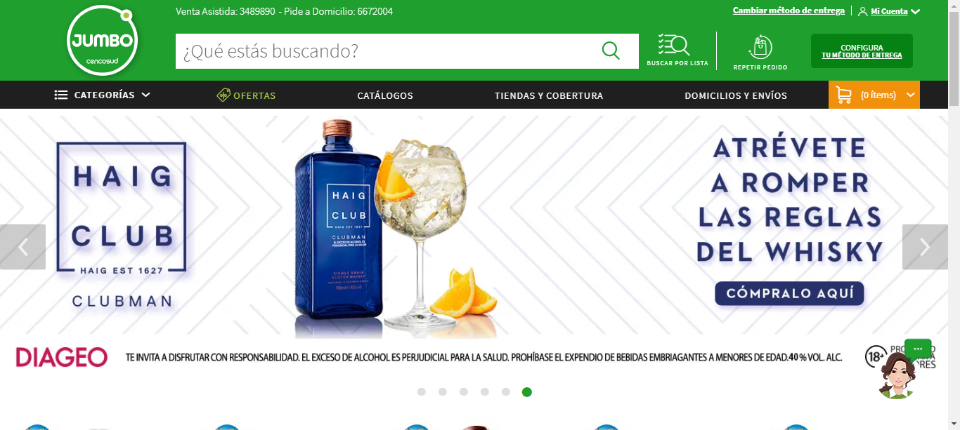 Venta Asistida: 3489890 - Pide a Domicilio: 6672004
Cambiar método de entrega
Mi Cuenta
JUMBO
cencosud
¿Qué estás buscando?
BUSCAR POR LISTA
REPETIR PEDIDO
CONFIGURA
TU MÉTODO DE ENTREGA
CATEGORÍAS
OFERTAS
CATÁLOGOS
TIENDAS Y COBERTURA
DOMICILIOS Y ENVÍOS
(0 ítems)
HAIG
CLUB
HAIG EST 1627
CLUBMAN
HAIG
CLUB
CLUBMAN
ATRÉVETE
A ROMPER
LAS REGLAS
DEL WHISKY
CÓMPRALO AQUÍ
DIAGEO
TE INVITA A DISFRUTAR CON RESPONSABILIDAD. EL EXCESO DE ALCOHOL ES PERJUDICIAL PARA LA SALUD. PROHÍBASE EL EXPENDIO DE BEBIDAS EMBRIAGANTES A MENORES DE EDAD.40 % VOL. ALC.
18+